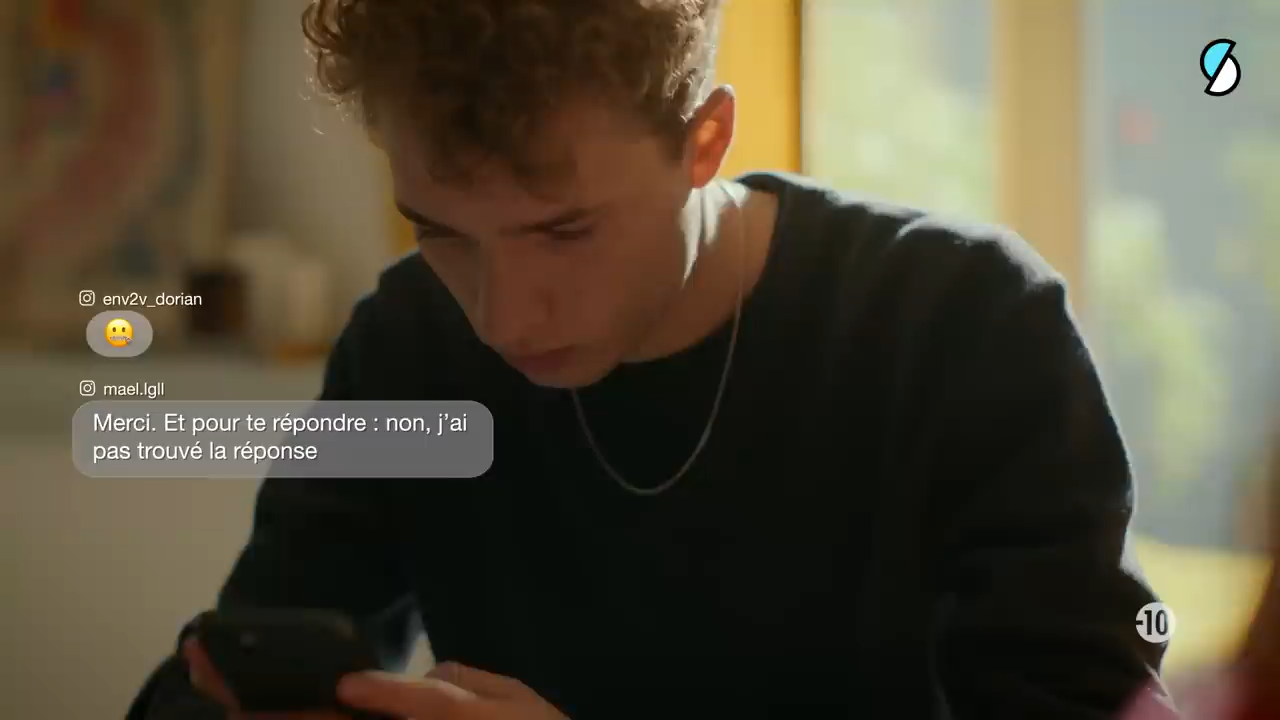 env2v_dorian
🤐
mael.lgll
Merci. Et pour te répondre : non, j’ai
pas trouvé la réponse
-10